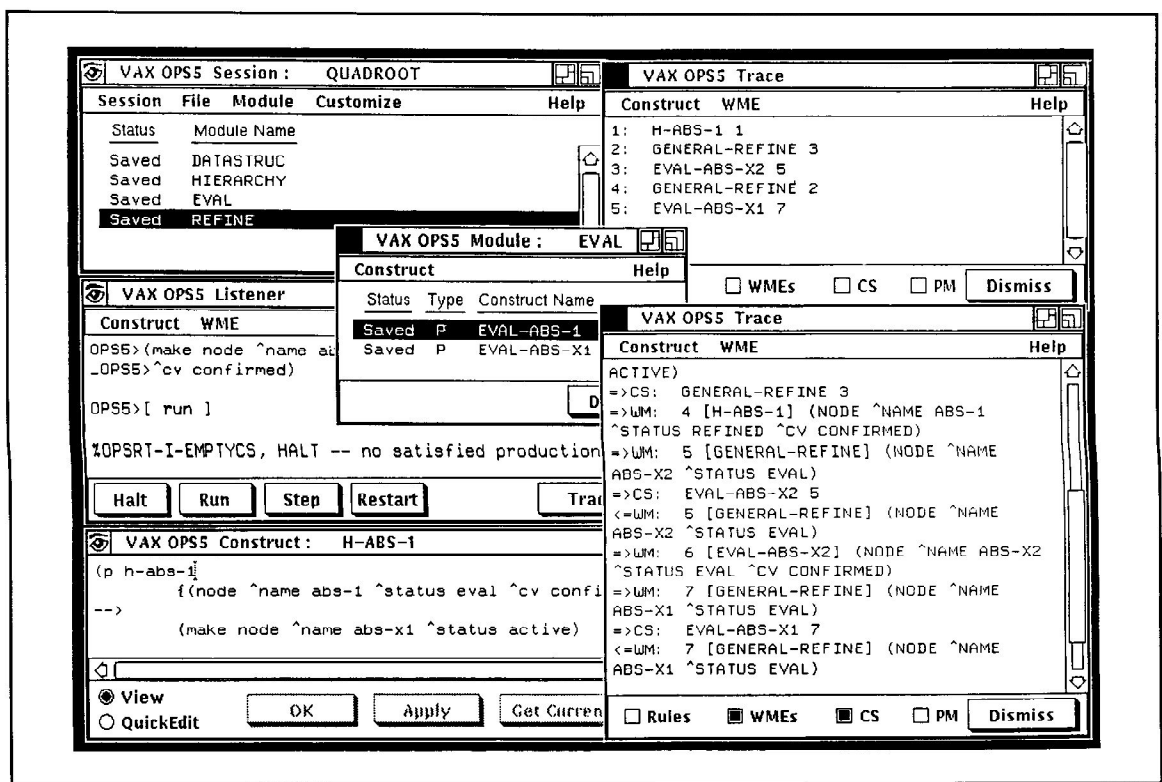 VAX OPS5 Session : QUADROOT
Session File Module Customize Help
Status Module Name
Saved DATASTRUC
Saved HIERARCHY
Saved EVAL
Saved REFINE
VAX OPS5 Trace
Construct WME Help
1: H-ABS-1 1
2: GENERAL-REFINE 3
3: EVAL-ABS-X2 5
4: GENERAL-REFINE 2
5: EVAL-ABS-X1 7
WMEs CS PM Dismiss
VAX OPS5 Module : EVAL
Construct Help
Status Type Construct Name
Saved P EVAL-ABS-1
Saved P EVAL-ABS-X1
D
VAX OPS5 Listener
Construct WME
OPS5>(make node ^name ab
_OPS5>^cv confirmed)
OPS5>[ run ]
%OPSRT-I-EMPTYCS, HALT -- no satisfied production
Halt Run Step Restart Trac
VAX OPS5 Construct : H-ABS-1
(p h-abs-1
{(node ^name abs-1 ^status eval ^cv confi
-->
(make node ^name abs-x1 ^status active)
View
QuickEdit
OK Apply Get Curren
VAX OPS5 Trace
Construct WME Help
ACTIVE)
=>CS: GENERAL-REFINE 3
=>WM: 4 [H-ABS-1] (NODE ^NAME ABS-1
^STATUS REFINED ^CV CONFIRMED)
=>WM: 5 [GENERAL-REFINE] (NODE ^NAME
ABS-X2 ^STATUS EVAL)
=>CS: EVAL-ABS-X2 5
<=WM: 5 [GENERAL-REFINE] (NODE ^NAME
ABS-X2 ^STATUS EVAL)
=>WM: 6 [EVAL-ABS-X2] (NODE ^NAME ABS-X2
^STATUS EVAL ^CV CONFIRMED)
=>WM: 7 [GENERAL-REFINE] (NODE ^NAME
ABS-X1 ^STATUS EVAL)
=>CS: EVAL-ABS-X1 7
<=WM: 7 [GENERAL-REFINE] (NODE ^NAME
ABS-X1 ^STATUS EVAL)
Rules WMEs CS PM Dismiss